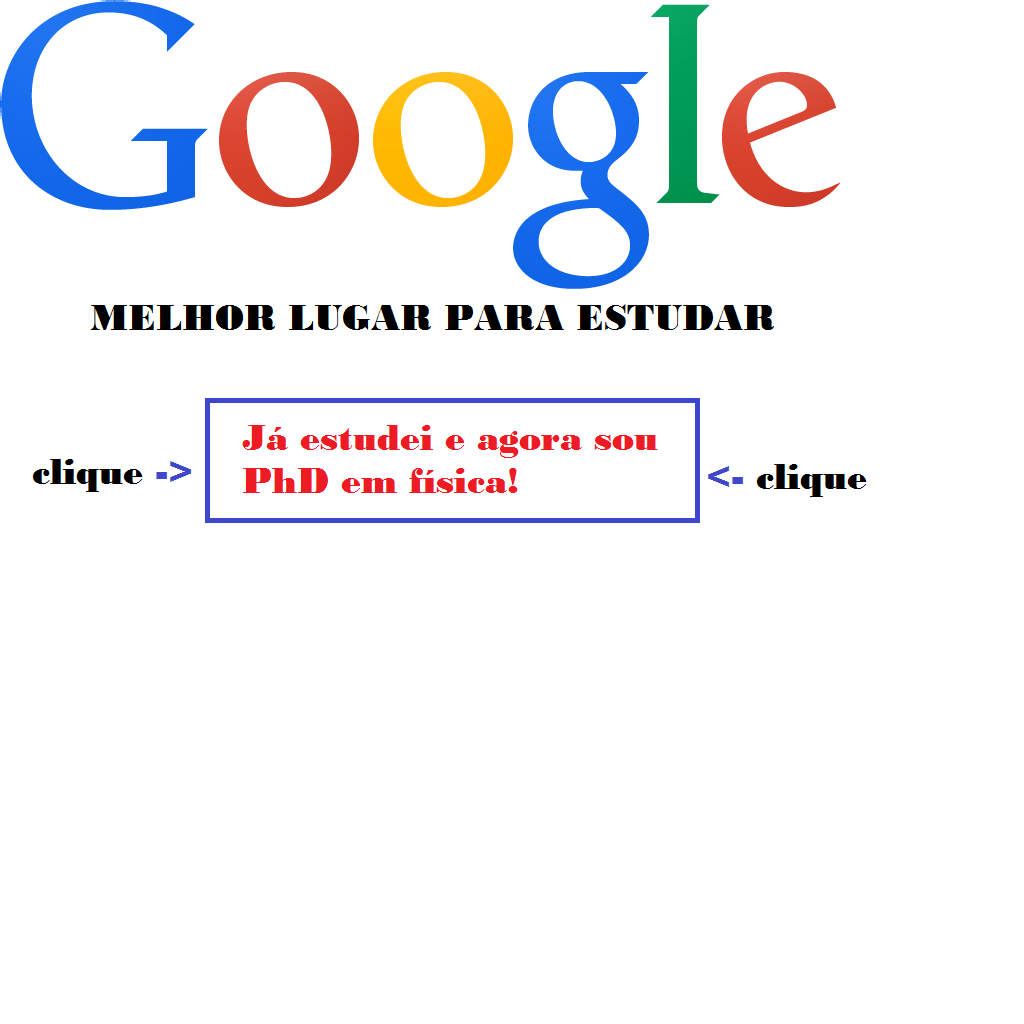 Google
MELHOR LUGAR PARA ESTUDAR
Já estudei e agora sou
clique -> PhD em física! <- clique